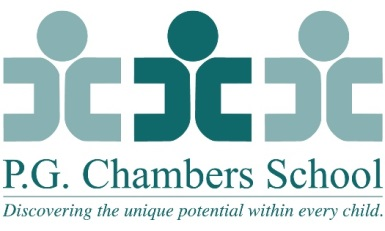 P.G. Chambers School
Discovering the unique potential within every child.